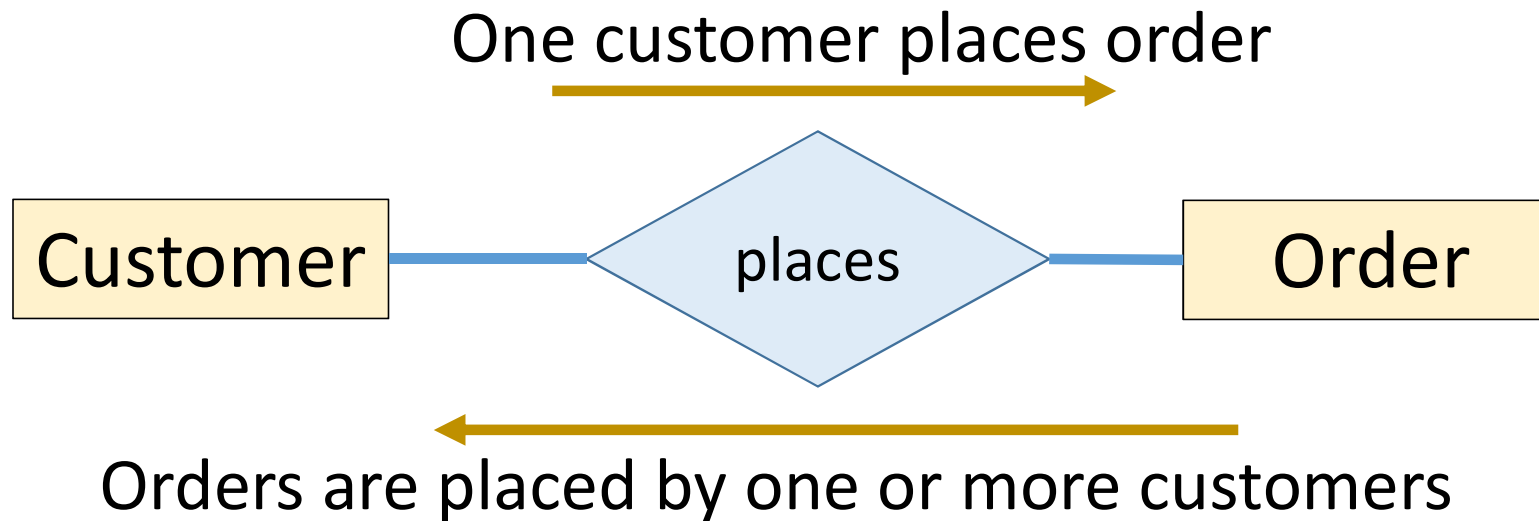 One customer places order
Customer
places
Order
Orders are placed by one or more customers